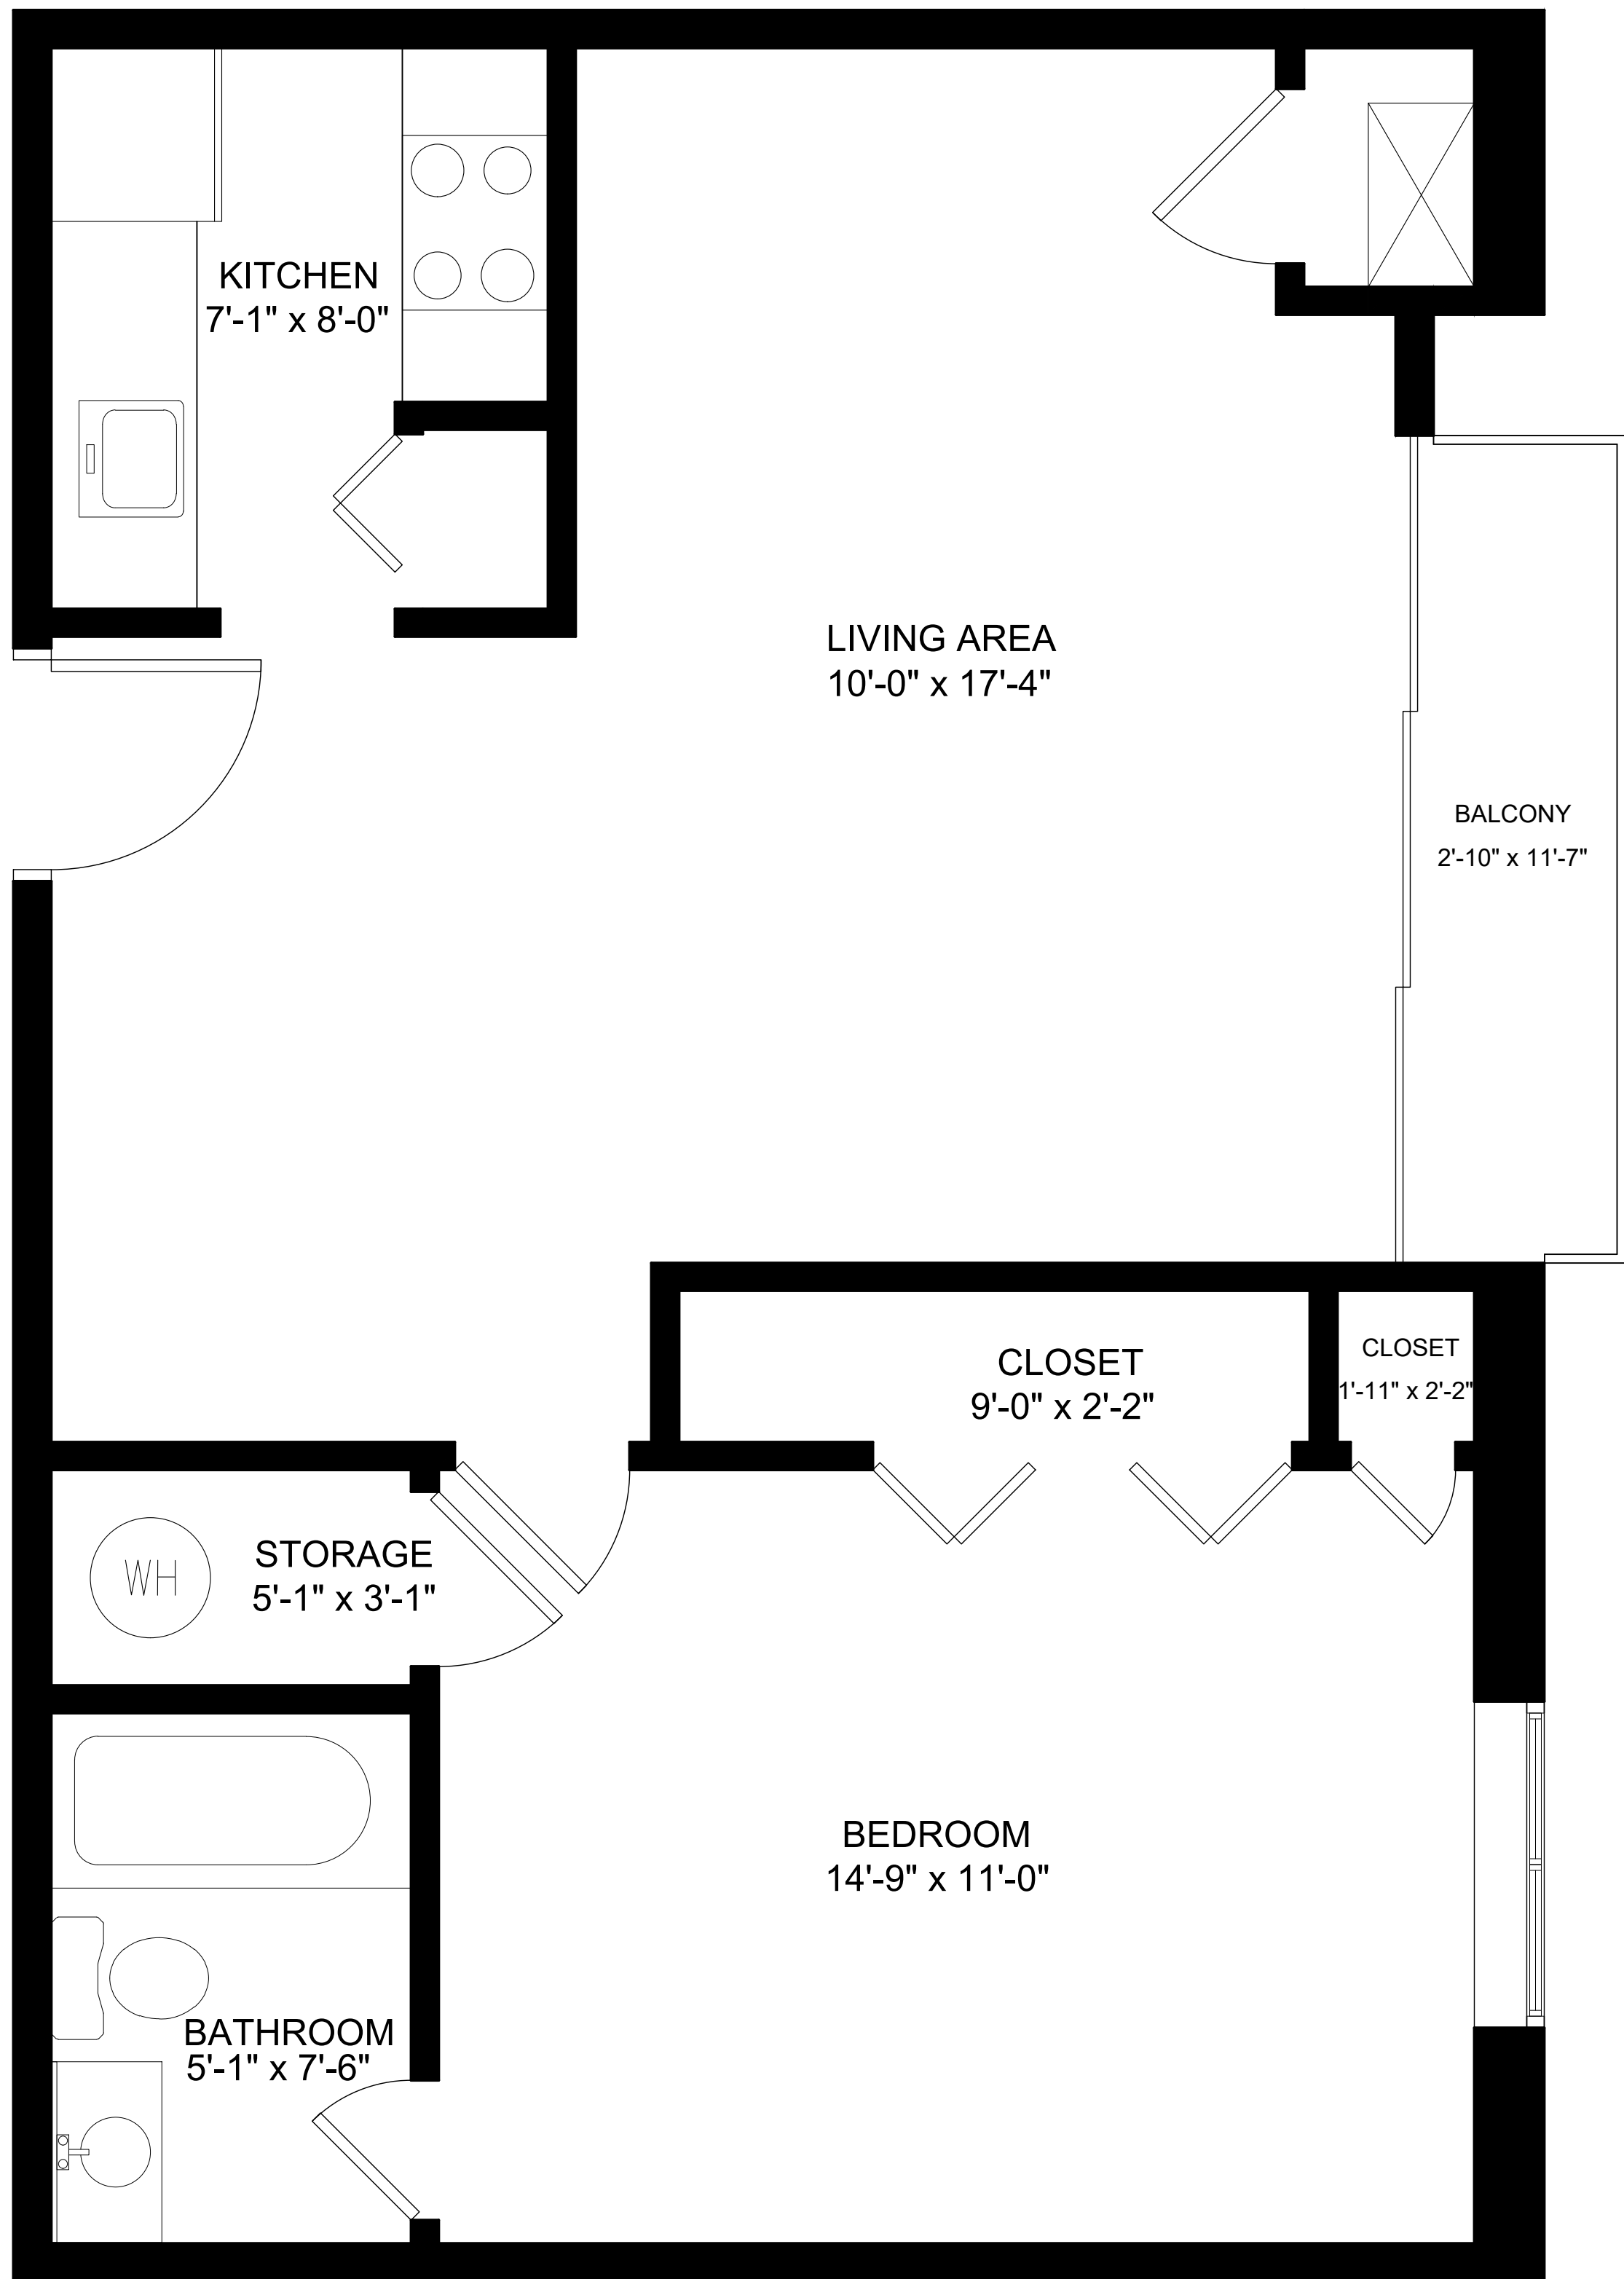 KITCHEN
7'-1" x 8'-0"
LIVING AREA
10'-0" x 17'-4"
BALCONY
2'-10" x 11'-7"
CLOSET
9'-0" x 2'-2"
CLOSET
1'-11" x 2'-2"
STORAGE
5'-1" x 3'-1"
WH
BEDROOM
14'-9" x 11'-0"
BATHROOM
5'-1" x 7'-6"